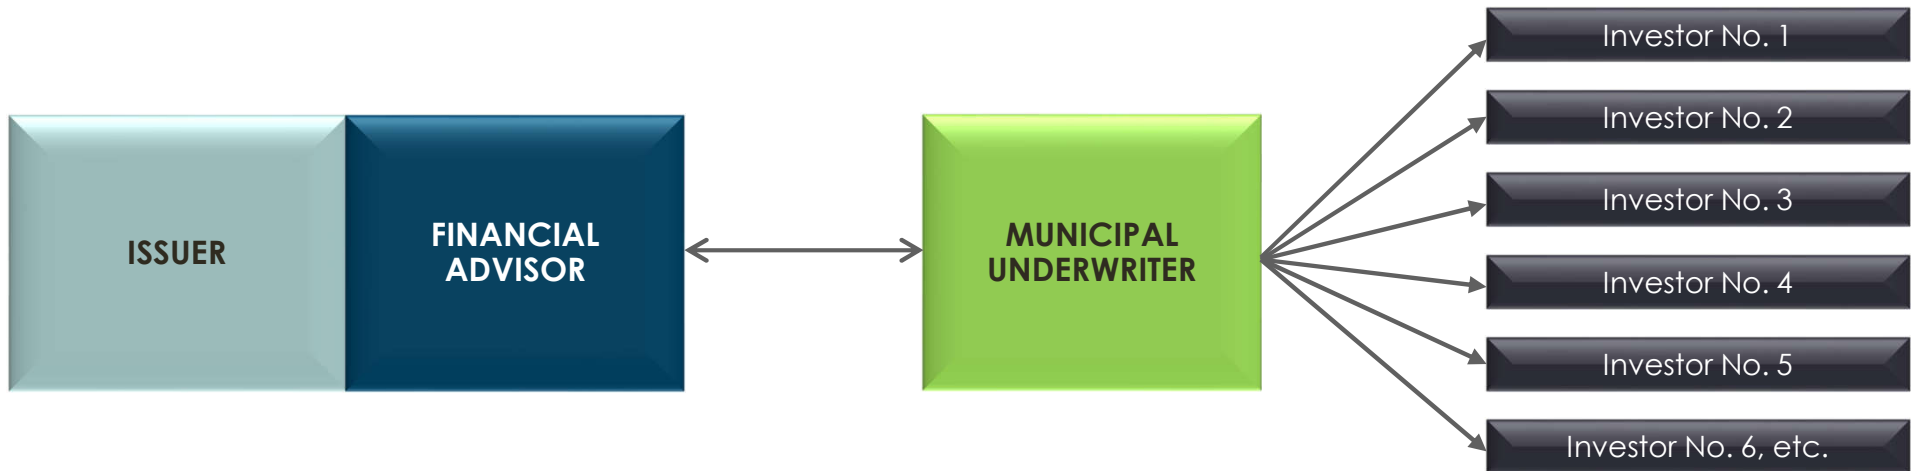 ISSUER
FINANCIAL
ADVISOR
MUNICIPAL
UNDERWRITER
Investor No. 1
Investor No. 2
Investor No. 3
Investor No. 4
Investor No. 5
Investor No. 6, etc.